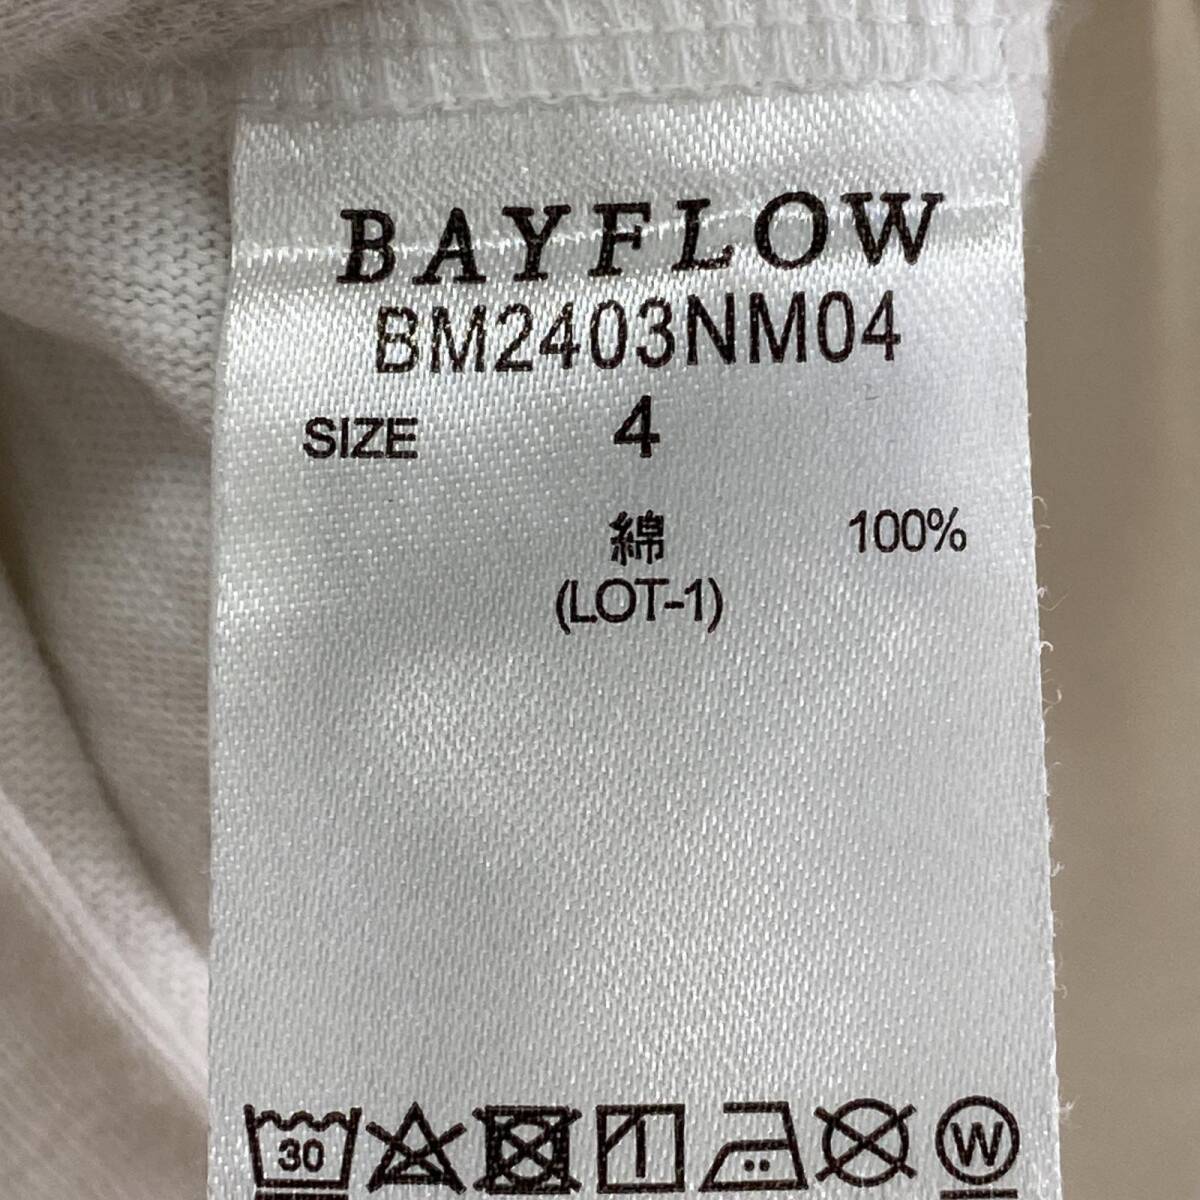 BAYFLOW
BM2403NM04
SIZE 4
綿 100%
(LOT-1)
30 W